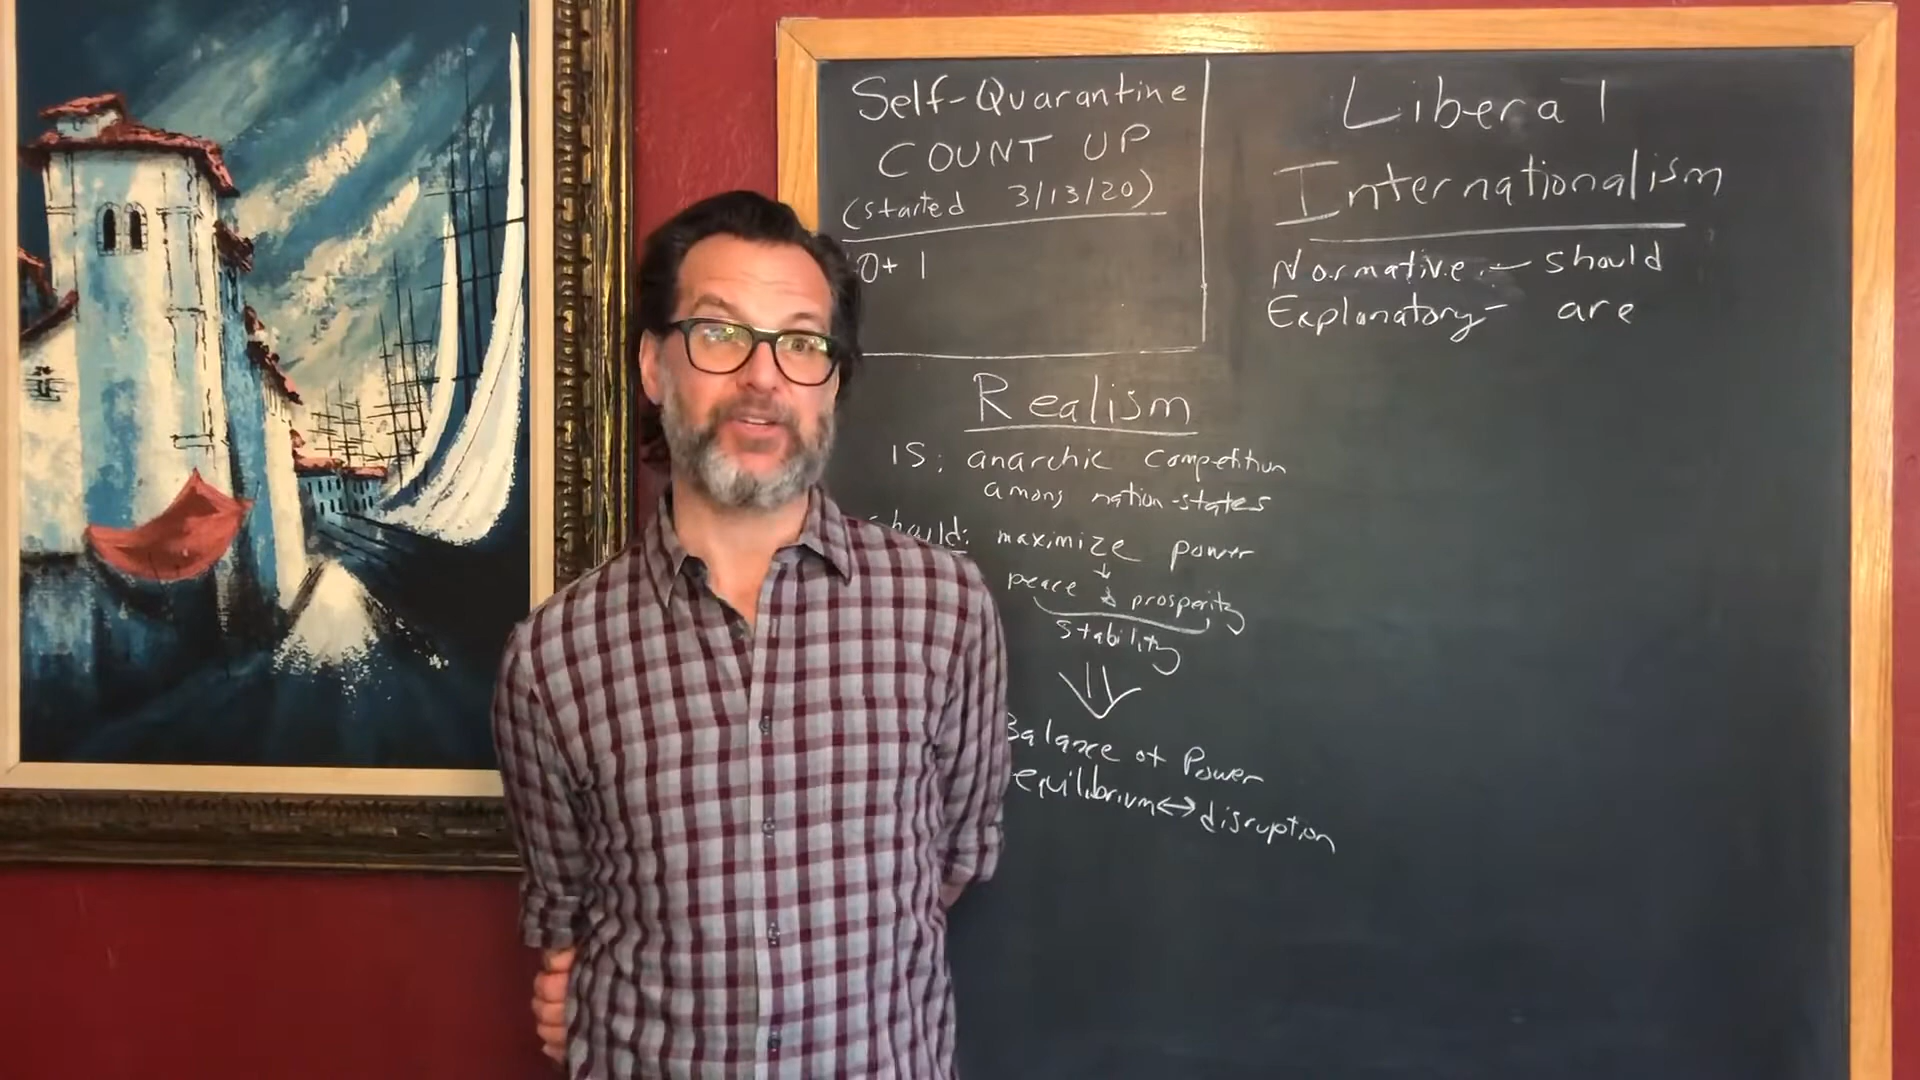 Self-Quarantine
COUNT UP
(started 3/13/20)
0+1
Realism
IS: anarchic competition
among nation-states
should: maximize power
peace & prosperity
stability
Balance of Power
equilibrium ↔ disruption
Liberal
Internationalism
Normative - should
Explanatory - are